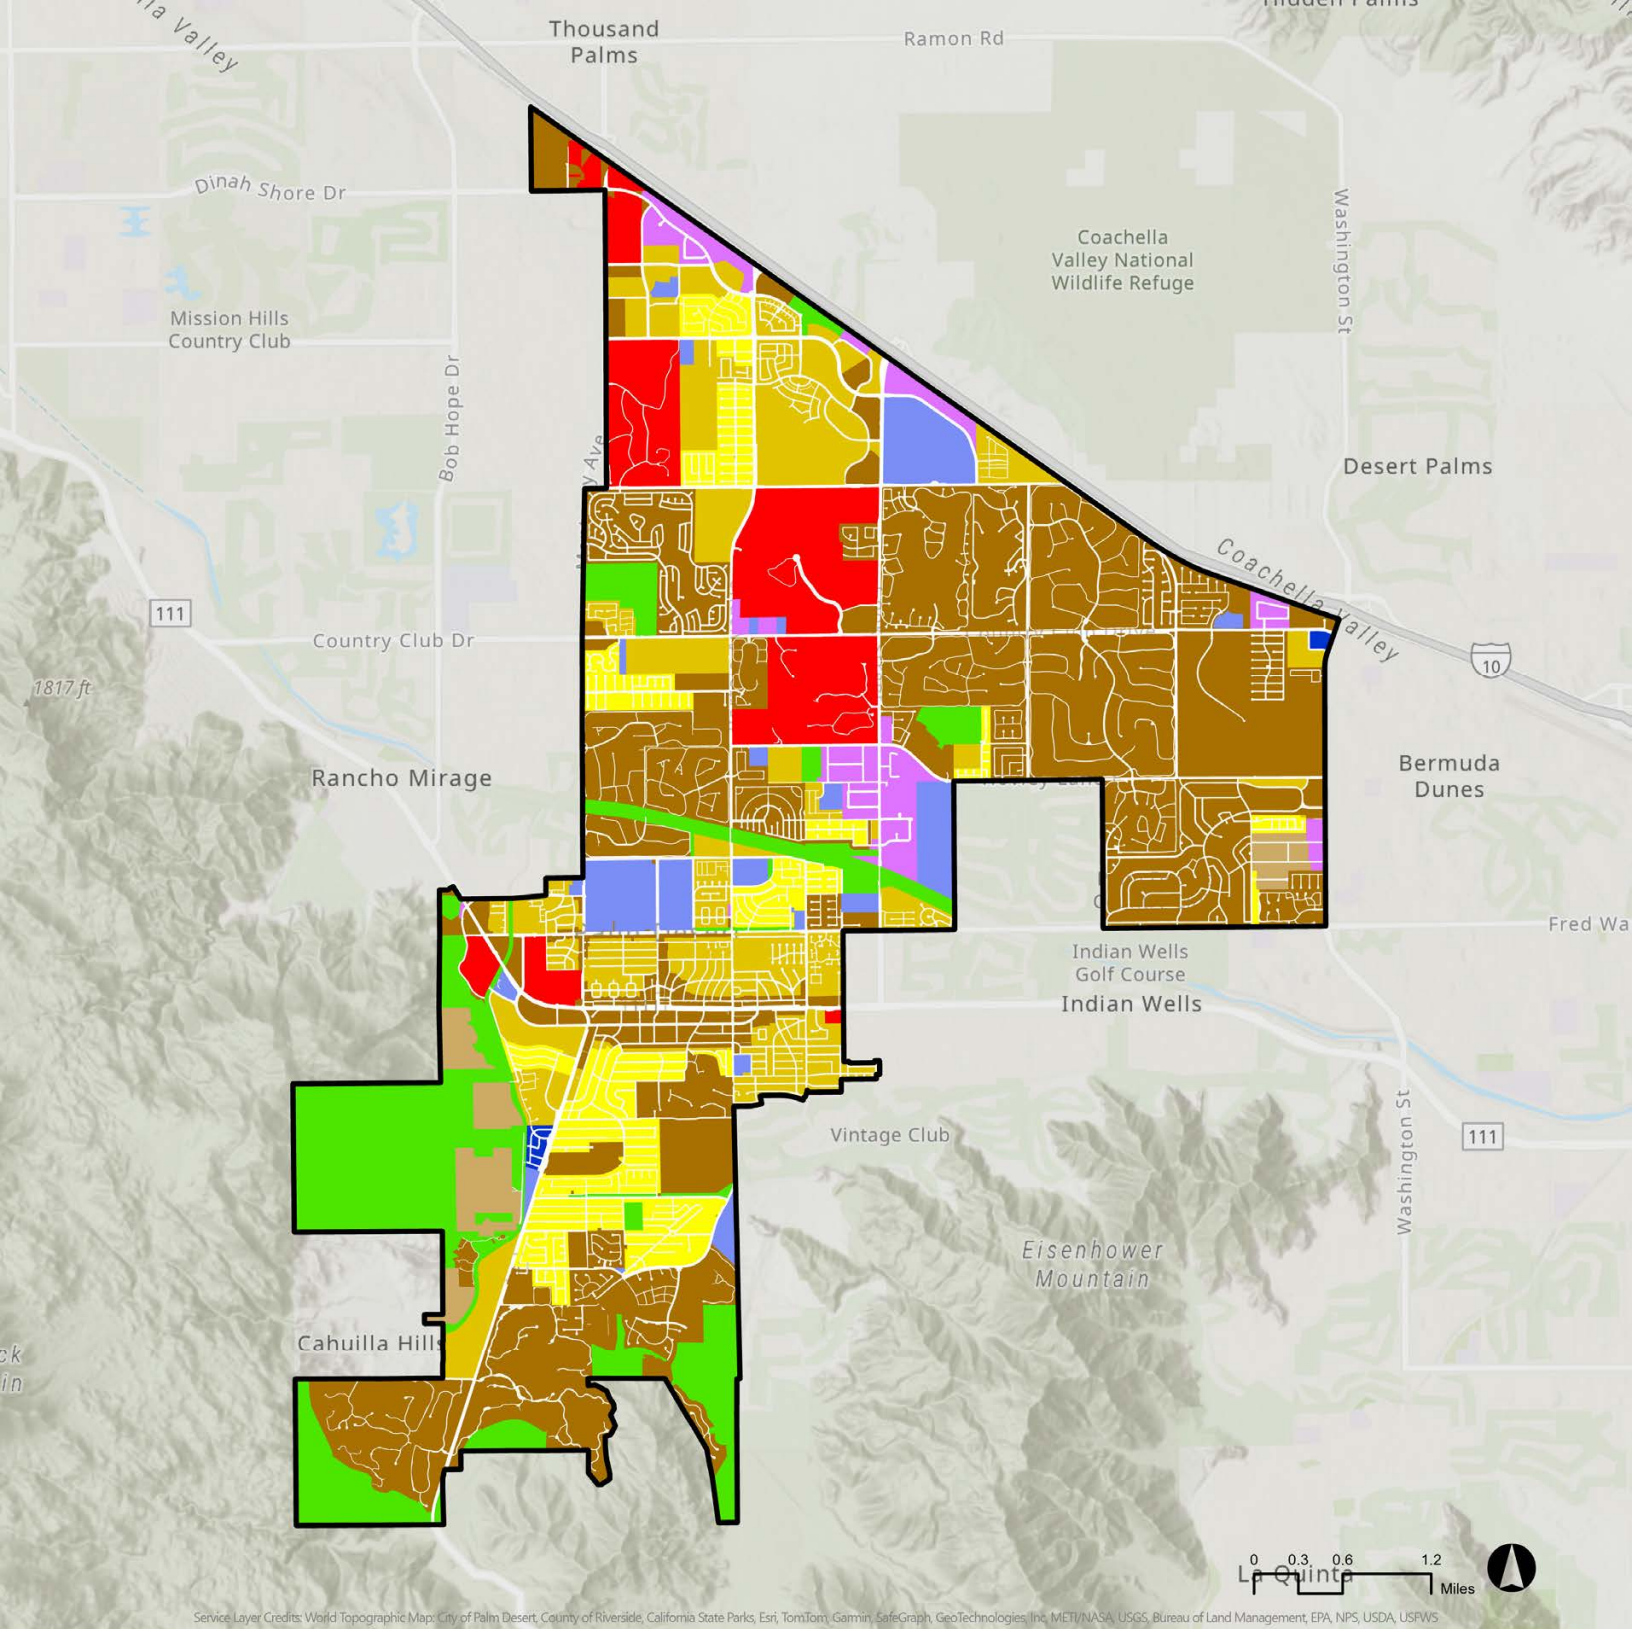 Thousand
Palms
Ramon Rd
Valley
Dinah Shore Dr
Washington St
Coachella
Valley National
Wildlife Refuge
Mission Hills
Country Club
Bob Hope Dr
Ave
Desert Palms
Coachella Valley
111
Country Club Dr
10
1817 ft
Rancho Mirage
Bermuda
Dunes
Fred Wa
Indian Wells
Golf Course
Indian Wells
Vintage Club
111
Washington St
Eisenhower
Mountain
Cahuilla Hills
ck
in
0 0.3 0.6 1.2
La Quinta
Miles
Service Layer Credits: World Topographic Map: City of Palm Desert, County of Riverside, California State Parks, Esri, TomTom, Garmin, SafeGraph, GeoTechnologies, Inc, METI/NASA, USGS, Bureau of Land Management, EPA, NPS, USDA, USFWS